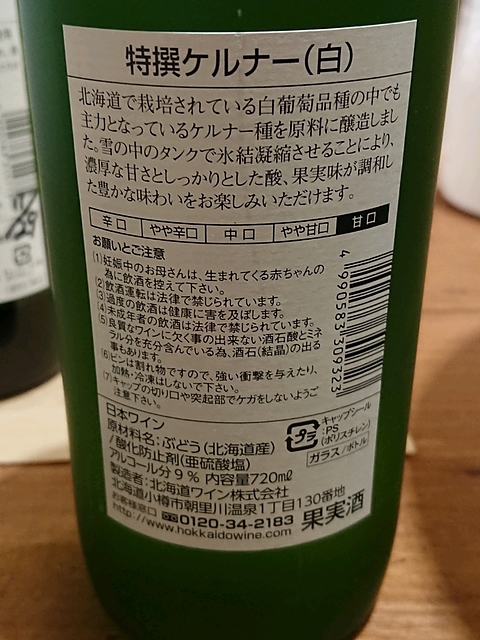 特撰ケルナー(白)
北海道で栽培されている白葡萄品種の中でも
主力となっているケルナー種を原料に醸造しまし
た。雪の中のタンクで氷結凝縮させることにより、
濃厚な甘さとしっかりとした酸、果実味が調和し
た豊かな味わいをお楽しみいただけます。
辛口 やや辛口 中口 やや甘口 甘口
お願いとご注意
(1)妊娠中のお母さんは、生まれてくる赤ちゃんの
為に飲酒を控えて下さい。
(2)飲酒運転は法律で禁じられています。
(3)過度の飲酒は健康に害を及ぼします。
(4)未成年者の飲酒は法律で禁じられています。
(5)良質なワインに欠く事の出来ない酒石酸とミネ
ラル分を充分含んでいる為、酒石(結晶)の出る
事もあります。
(6)ビンは割れ物ですので、強い衝撃を与えたり、
加熱・冷凍はしないで下さい。
(7)キャップの切り口や突起部でケガをしないようご
注意下さい。
4 990583 309323
日本ワイン
原材料名:ぶどう(北海道産)
/酸化防止剤(亜硫酸塩)
アルコール分9% 内容量720㎖
製造者:北海道ワイン株式会社
北海道小樽市朝里川温泉1丁目130番地
お客様窓口 0120-34-2183
http://www.hokkaidowine.com
プラ
キャップシール
:PS
(ポリスチレン)
ガラス/ボトル
果実酒